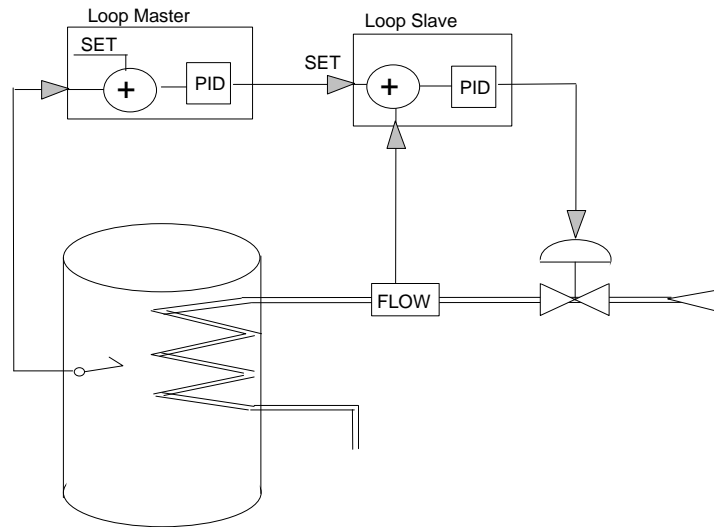 Loop Master
Loop Slave
SET
PID
SET
PID
+
+
FLOW